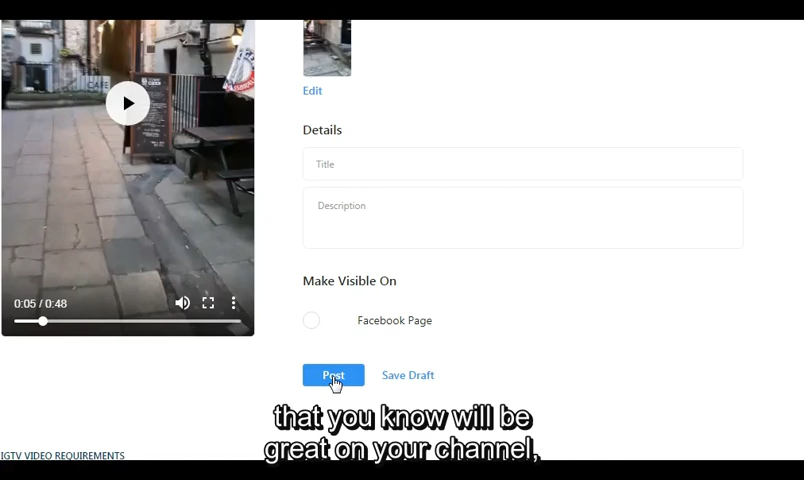 CAFE
Edit
Details
Title
Description
Make Visible On
0:05 / 0:48
Facebook Page
Post
Save Draft
that you know will be
great on your channel,
IGTV VIDEO REQUIREMENTS